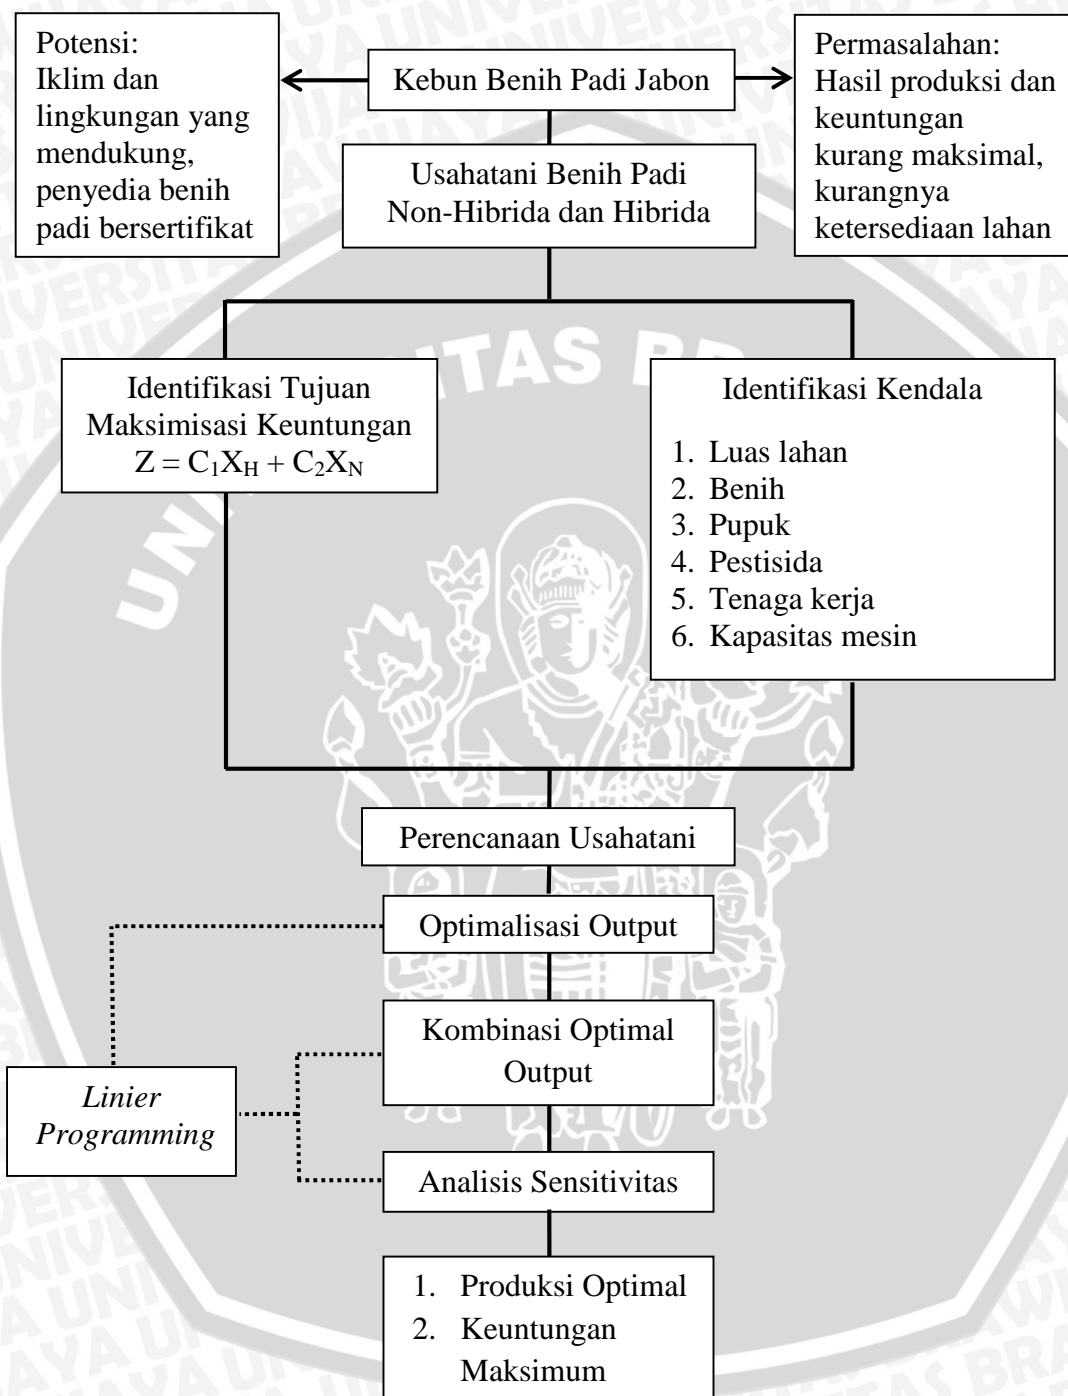 Potensi:
Iklim dan
lingkungan yang
mendukung,
penyedia benih
padi bersertifikat
Kebun Benih Padi Jabon
Permasalahan:
Hasil produksi dan
keuntungan
kurang maksimal,
kurangnya
ketersediaan lahan
Usahatani Benih Padi
Non-Hibrida dan Hibrida
Identifikasi Tujuan
Maksimisasi Keuntungan
Z = C₁X_H + C₂X_N
Identifikasi Kendala
1. Luas lahan
2. Benih
3. Pupuk
4. Pestisida
5. Tenaga kerja
6. Kapasitas mesin
Perencanaan Usahatani
Optimalisasi Output
Kombinasi Optimal
Output
Linier
Programming
Analisis Sensitivitas
1. Produksi Optimal
2. Keuntungan
Maksimum